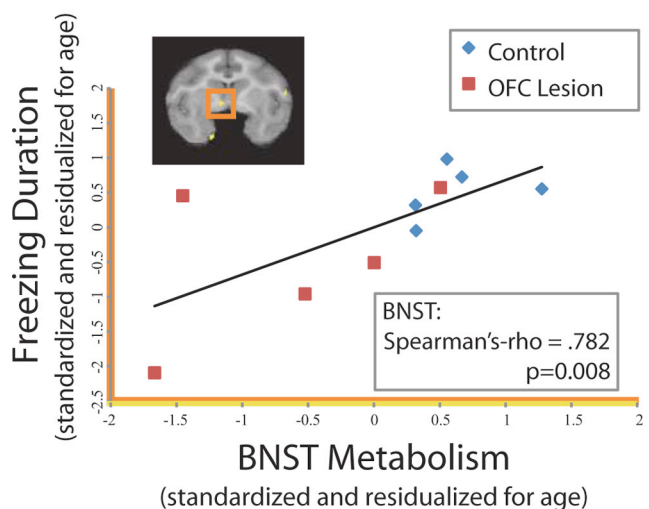 Control
OFC Lesion
Freezing Duration
(standardized and residualized for age)
2
1.5
1
0.5
0
-0.5
-1
-1.5
-2
-2.5
BNST:
Spearman's-rho = .782
p=0.008
-2 -1.5 -1 -0.5 0 0.5 1 1.5 2
BNST Metabolism
(standardized and residualized for age)